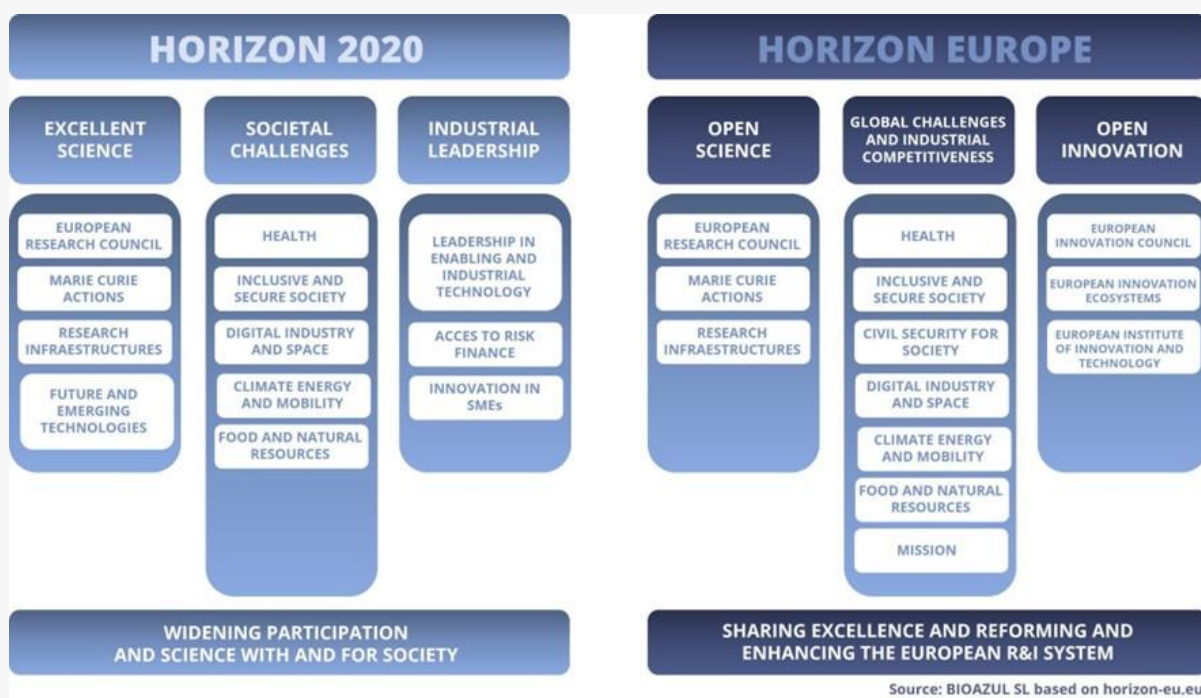 HORIZON 2020
EXCELLENT
SCIENCE
EUROPEAN
RESEARCH COUNCIL
MARIE CURIE
ACTIONS
RESEARCH
INFRAESTRUCTURES
FUTURE AND
EMERGING
TECHNOLOGIES
SOCIETAL
CHALLENGES
HEALTH
INCLUSIVE AND
SECURE SOCIETY
DIGITAL INDUSTRY
AND SPACE
CLIMATE ENERGY
AND MOBILITY
FOOD AND NATURAL
RESOURCES
INDUSTRIAL
LEADERSHIP
LEADERSHIP IN
ENABLING AND
INDUSTRIAL
TECHNOLOGY
ACCES TO RISK
FINANCE
INNOVATION IN
SMEs
WIDENING PARTICIPATION
AND SCIENCE WITH AND FOR SOCIETY
HORIZON EUROPE
OPEN
SCIENCE
EUROPEAN
RESEARCH COUNCIL
MARIE CURIE
ACTIONS
RESEARCH
INFRAESTRUCTURES
GLOBAL CHALLENGES
AND INDUSTRIAL
COMPETITIVENESS
HEALTH
INCLUSIVE AND
SECURE SOCIETY
CIVIL SECURITY FOR
SOCIETY
DIGITAL INDUSTRY
AND SPACE
CLIMATE ENERGY
AND MOBILITY
FOOD AND NATURAL
RESOURCES
MISSION
OPEN
INNOVATION
EUROPEAN
INNOVATION COUNCIL
EUROPEAN INNOVATION
ECOSYSTEMS
EUROPEAN INSTITUTE
OF INNOVATION AND
TECHNOLOGY
SHARING EXCELLENCE AND REFORMING AND
ENHANCING THE EUROPEAN R&I SYSTEM
Source: BIOAZUL SL based on horizon-eu.eu